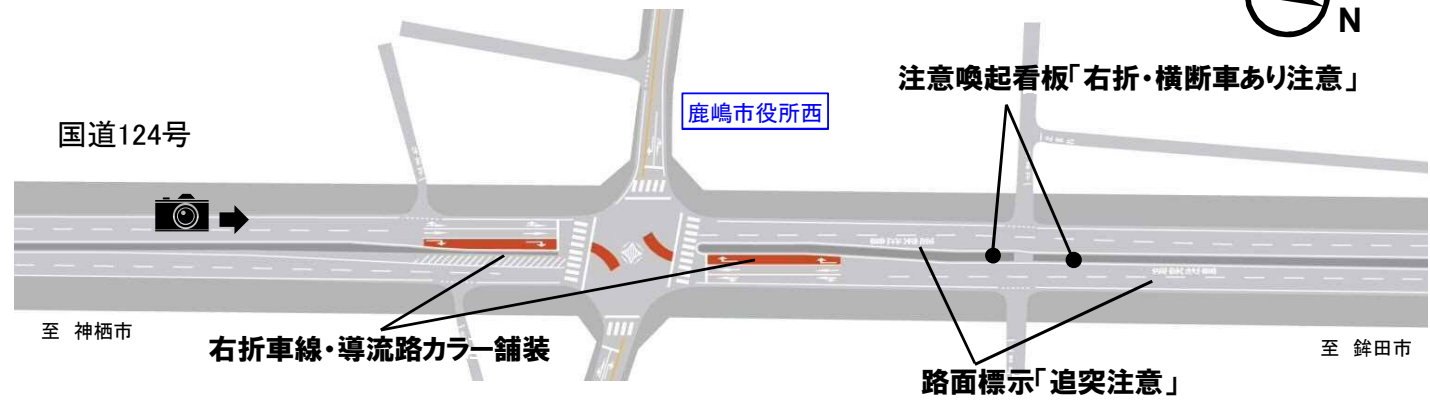 N
注意喚起看板「右折・横断車あり注意」
鹿嶋市役所西
国道124号
至 神栖市
右折車線・導流路カラー舗装
至 鉾田市
路面標示「追突注意」